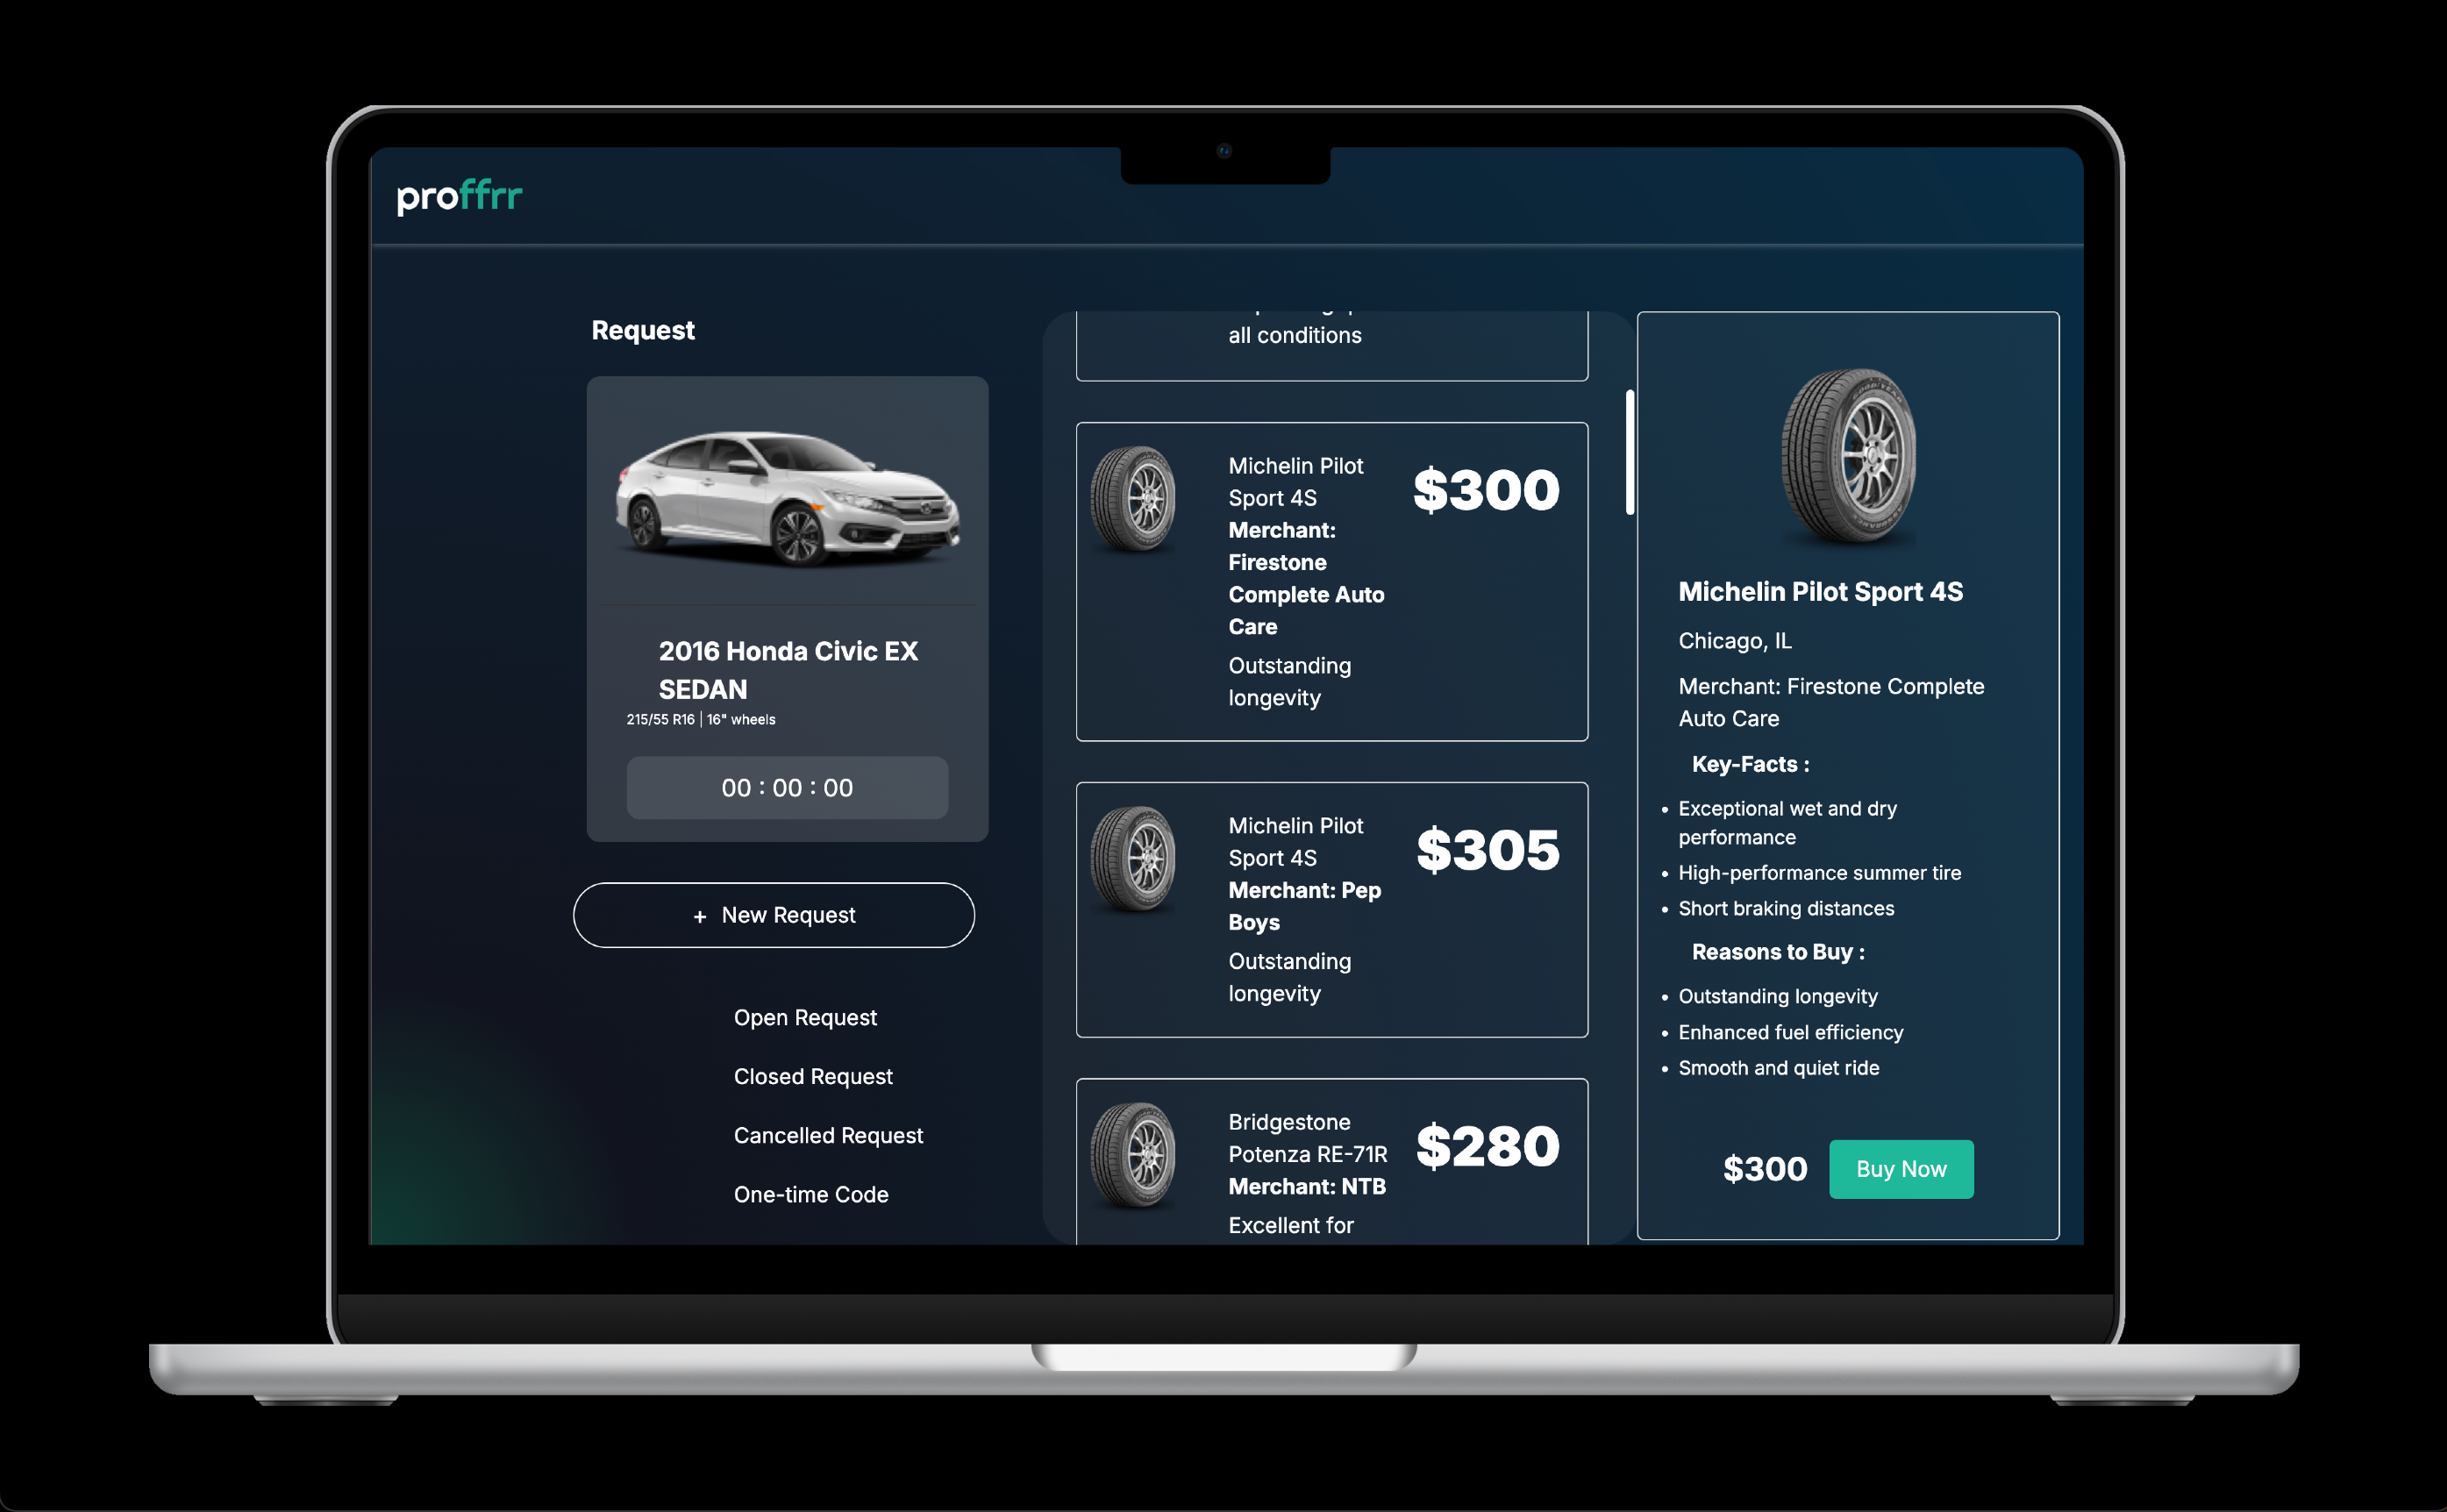 proffrr
Request
2016 Honda Civic EX
SEDAN
215/55 R16 | 16" wheels
00 : 00 : 00
+ New Request
Open Request
Closed Request
Cancelled Request
One-time Code
all conditions
Michelin Pilot
Sport 4S
$300
Merchant:
Firestone
Complete Auto
Care
Outstanding
longevity
Michelin Pilot
Sport 4S
$305
Merchant: Pep
Boys
Outstanding
longevity
Bridgestone
Potenza RE-71R
$280
Merchant: NTB
Excellent for
Michelin Pilot Sport 4S
Chicago, IL
Merchant: Firestone Complete
Auto Care
Key-Facts :
• Exceptional wet and dry
performance
• High-performance summer tire
• Short braking distances
Reasons to Buy :
• Outstanding longevity
• Enhanced fuel efficiency
• Smooth and quiet ride
$300 Buy Now